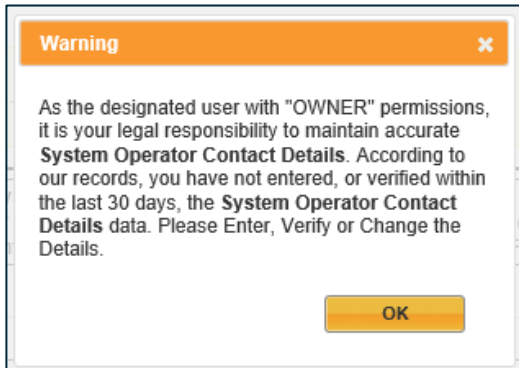 Warning
As the designated user with "OWNER" permissions,
it is your legal responsibility to maintain accurate
System Operator Contact Details. According to
our records, you have not entered, or verified within
the last 30 days, the System Operator Contact
Details data. Please Enter, Verify or Change the
Details.
OK